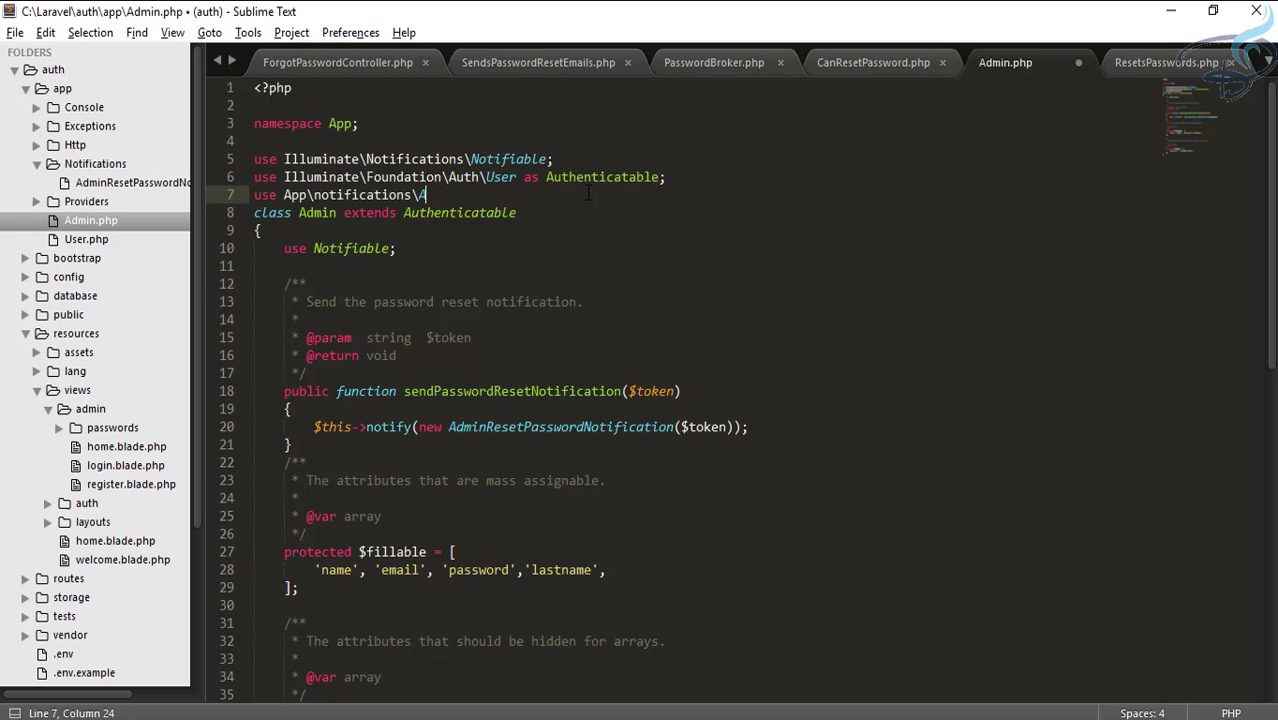 C:\Laravel\auth\app\Admin.php • (auth) - Sublime Text
File Edit Selection Find View Goto Tools Project Preferences Help
FOLDERS
auth
app
Console
Exceptions
Http
Notifications
AdminResetPasswordNo
Providers
Admin.php
User.php
bootstrap
config
database
public
resources
assets
lang
views
admin
passwords
home.blade.php
login.blade.php
register.blade.php
auth
layouts
home.blade.php
welcome.blade.php
routes
storage
tests
vendor
.env
.env.example
ForgotPasswordController.php × SendsPasswordResetEmails.php × PasswordBroker.php × CanResetPassword.php × Admin.php • ResetsPasswords.php ×
1 <?php
2
3 namespace App;
4
5 use Illuminate\Notifications\Notifiable;
6 use Illuminate\Foundation\Auth\User as Authenticatable;
7 use App\notifications\A
8 class Admin extends Authenticatable
9 {
10 use Notifiable;
11
12 /**
13 * Send the password reset notification.
14 *
15 * @param  string  $token
16 * @return void
17 */
18 public function sendPasswordResetNotification($token)
19 {
20 $this->notify(new AdminResetPasswordNotification($token));
21 }
22 /**
23 * The attributes that are mass assignable.
24 *
25 * @var array
26 */
27 protected $fillable = [
28 'name', 'email', 'password','lastname',
29 ];
30
31 /**
32 * The attributes that should be hidden for arrays.
33 *
34 * @var array
35 */
Line 7, Column 24
Spaces: 4
PHP